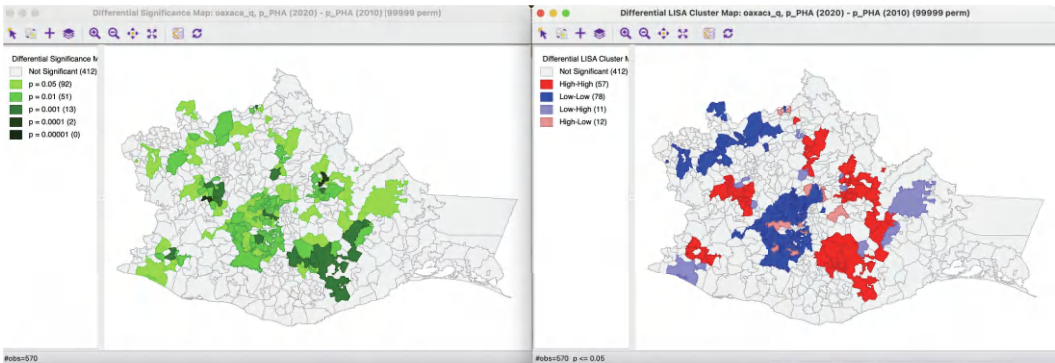 Differential Significance Map: oaxaca_q, p_PHA (2020) - p_PHA (2010) (99999 perm)
Differential Significance M
Not Significant (412)
p = 0.05 (92)
p = 0.01 (51)
p = 0.001 (13)
p = 0.0001 (2)
p = 0.00001 (0)
#obs=570
Differential LISA Cluster Map: oaxaca_q, p_PHA (2020) - p_PHA (2010) (99999 perm)
Differential LISA Cluster M
Not Significant (412)
High-High (57)
Low-Low (78)
Low-High (11)
High-Low (12)
#obs=570 p <= 0.05